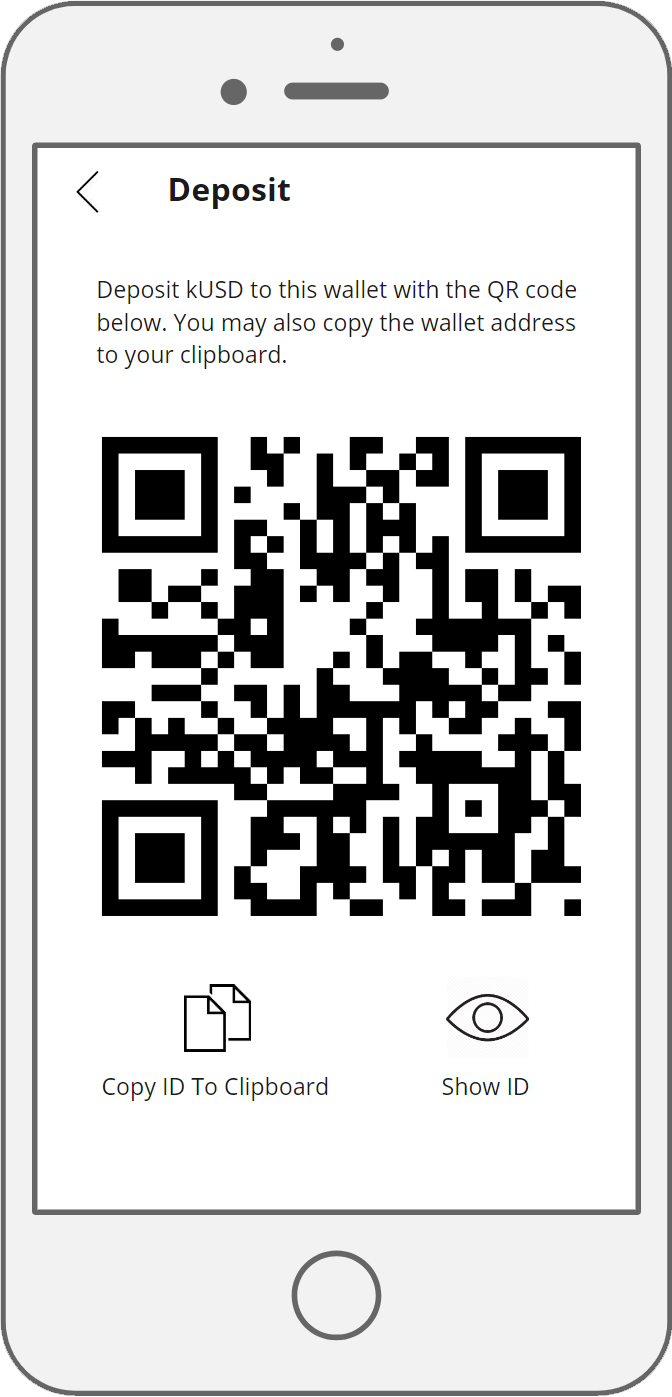 Deposit
Deposit kUSD to this wallet with the QR code
below. You may also copy the wallet address
to your clipboard.
Copy ID To Clipboard
Show ID